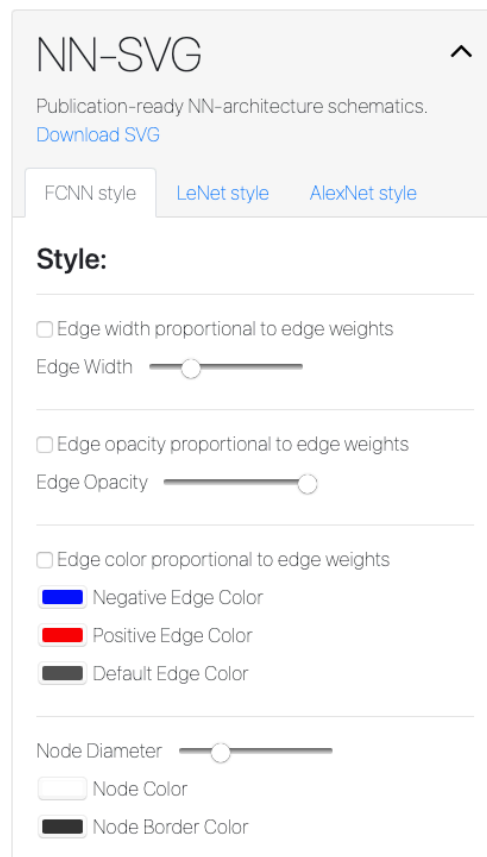 NN-SVG
Publication-ready NN-architecture schematics.
Download SVG
FCNN style
LeNet style
AlexNet style
Style:
Edge width proportional to edge weights
Edge Width
Edge opacity proportional to edge weights
Edge Opacity
Edge color proportional to edge weights
Negative Edge Color
Positive Edge Color
Default Edge Color
Node Diameter
Node Color
Node Border Color